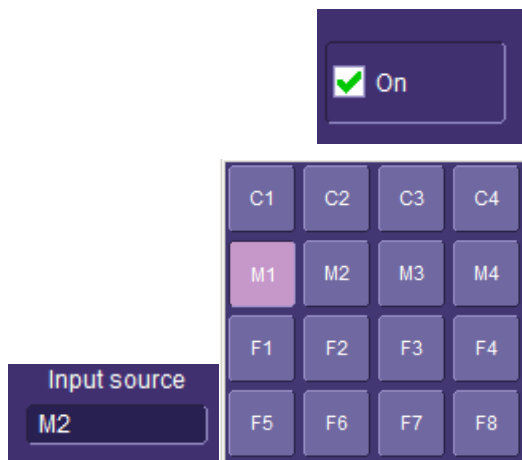 On
C1 C2 C3 C4
M1 M2 M3 M4
F1 F2 F3 F4
Input source
M2
F5 F6 F7 F8